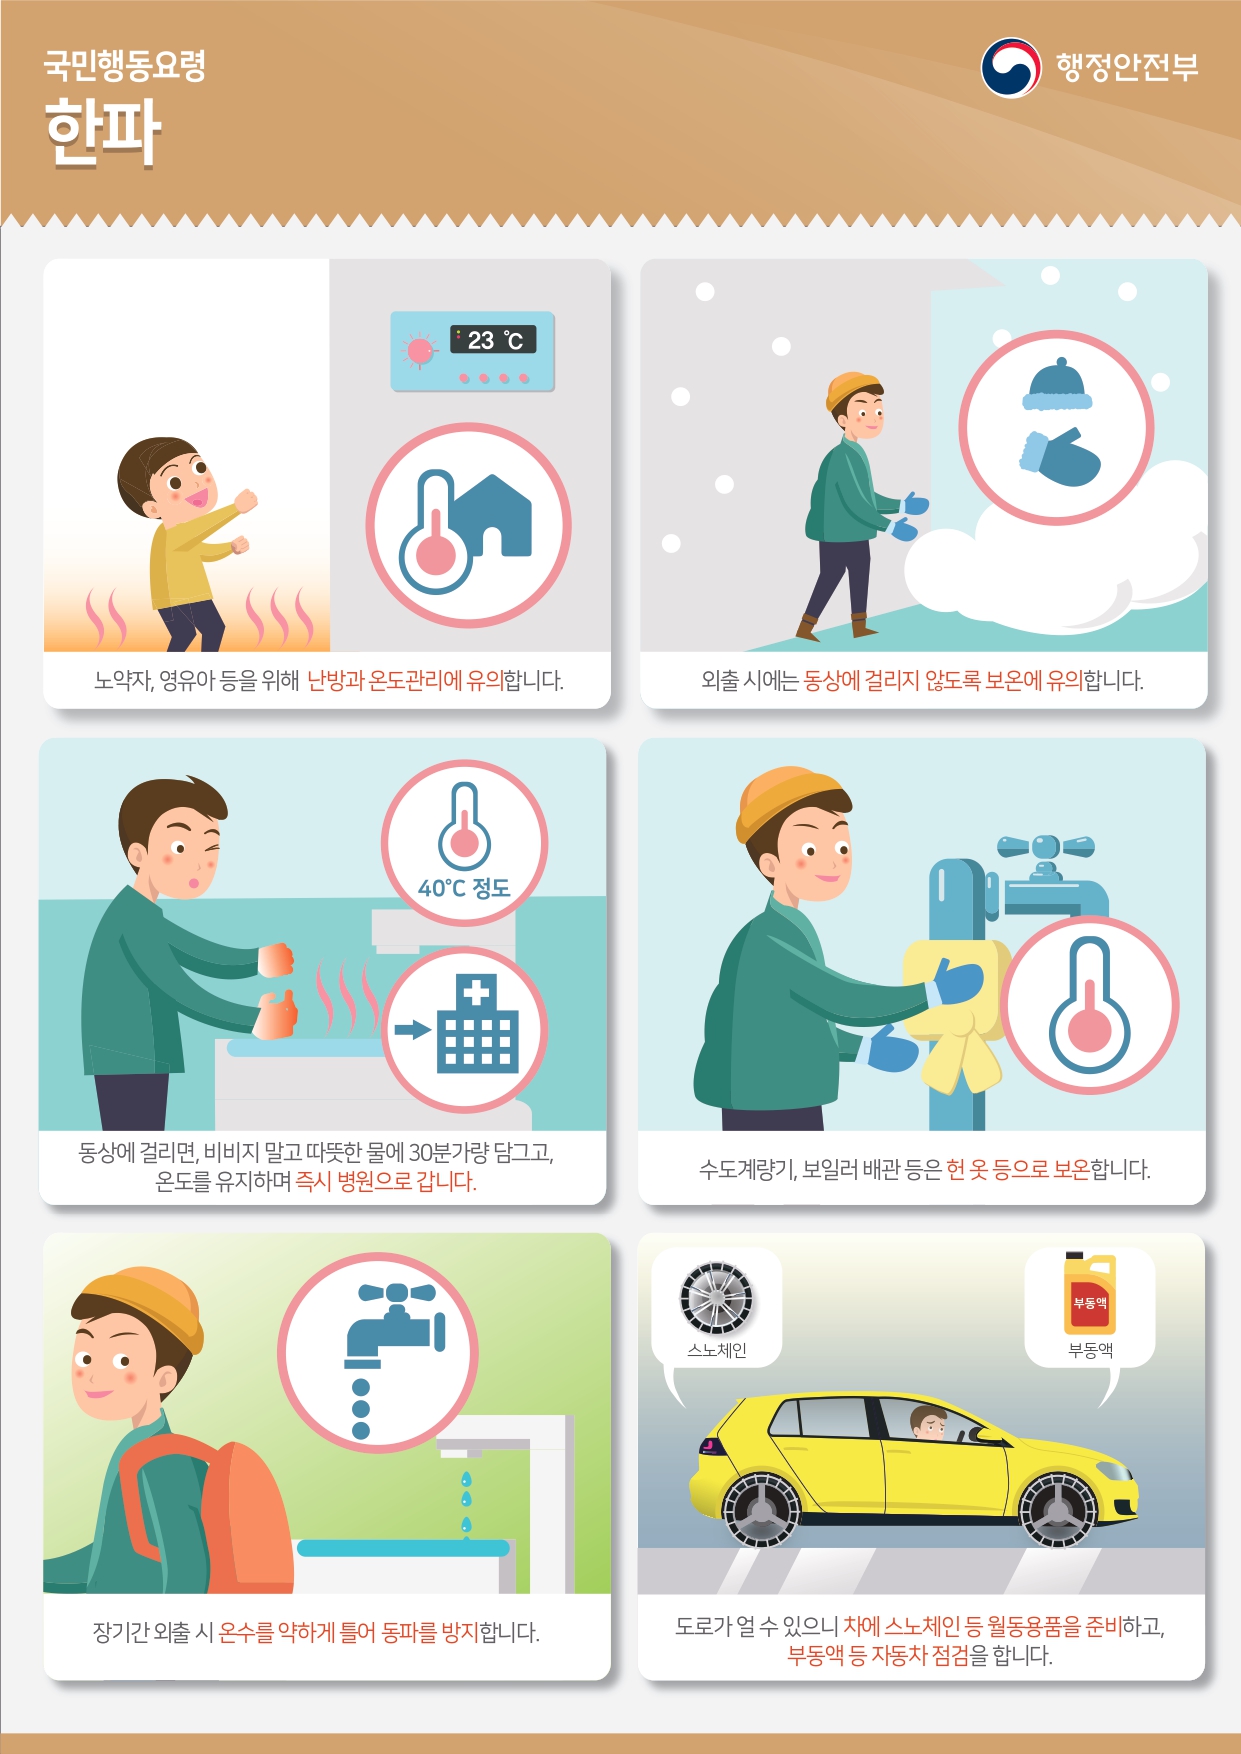 국민행동요령
한파
행정안전부
23 ℃
노약자, 영유아 등을 위해 난방과 온도관리에 유의합니다.
외출 시에는 동상에 걸리지 않도록 보온에 유의합니다.
40℃ 정도
동상에 걸리면, 비비지 말고 따뜻한 물에 30분가량 담그고,
온도를 유지하며 즉시 병원으로 갑니다.
수도계량기, 보일러 배관 등은 헌 옷 등으로 보온합니다.
장기간 외출 시 온수를 약하게 틀어 동파를 방지합니다.
스노체인
부동액
부동액
도로가 얼 수 있으니 차에 스노체인 등 월동용품을 준비하고,
부동액 등 자동차 점검을 합니다.